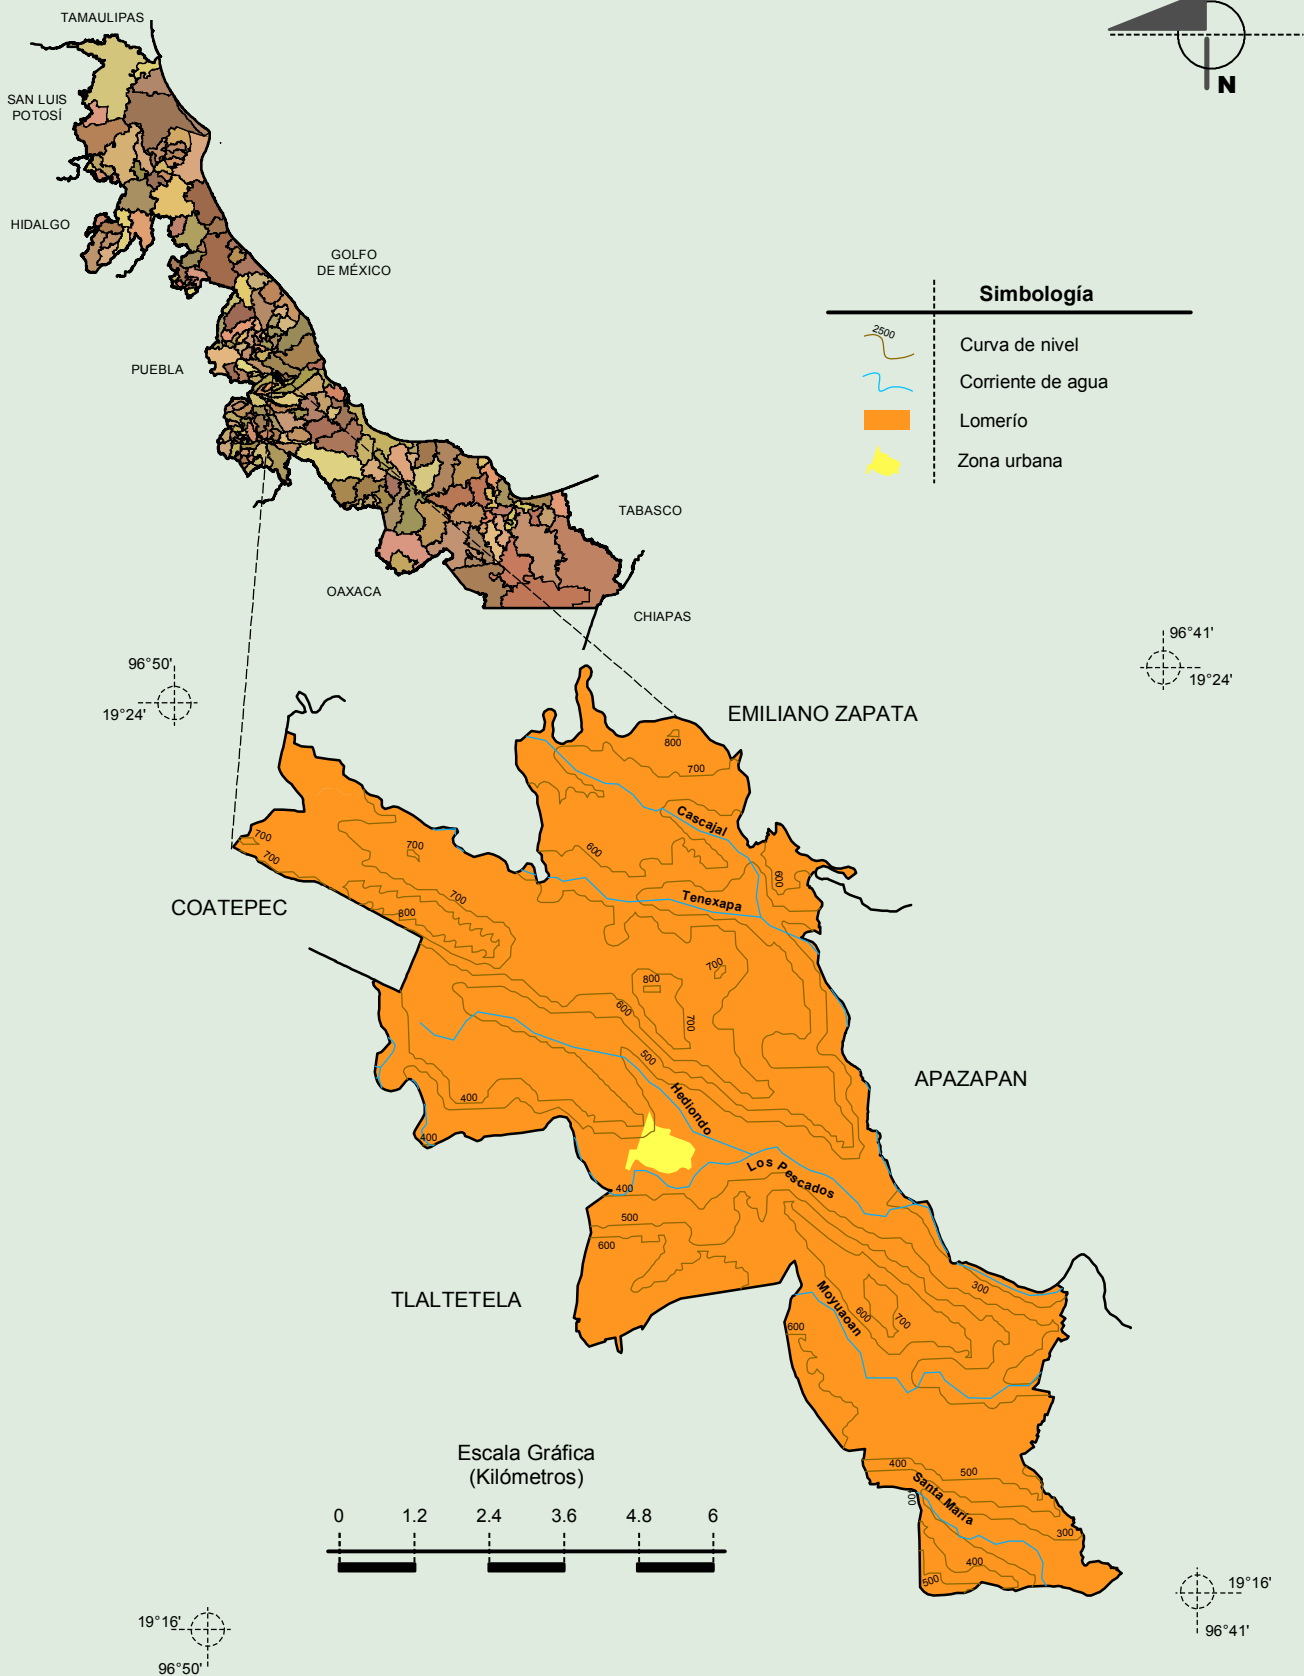 TAMAULIPAS
N
SAN LUIS
POTOSÍ
HIDALGO
GOLFO
DE MÉXICO
PUEBLA
TABASCO
OAXACA
CHIAPAS
Simbología
2500
Curva de nivel
Corriente de agua
Lomerío
Zona urbana
96°50'
19°24'
96°41'
19°24'
EMILIANO ZAPATA
800
700
Cascajal
700
700
700
600
600
COATEPEC
700
800
Tenexapa
700
800
600
700
500
APAZAPAN
400
Hediondo
400
Los Pescados
400
500
600
TLALTETELA
300
Moyuaoan
600
700
600
Escala Gráfica
(Kilómetros)
0 1.2 2.4 3.6 4.8 6
400
500
Santa María
300
400
500
19°16'
96°50'
19°16'
96°41'